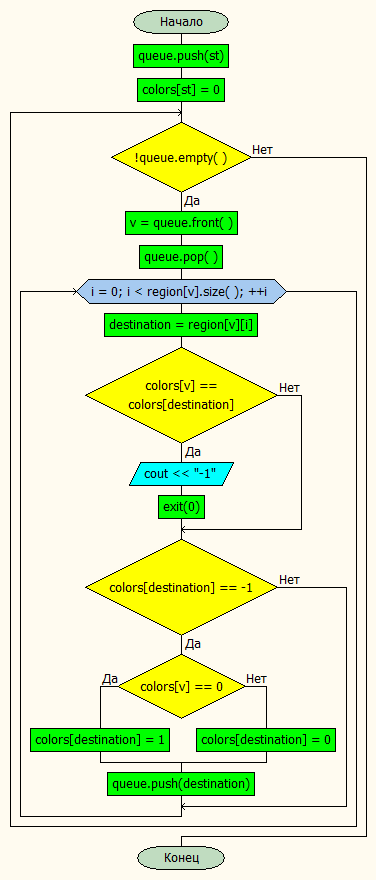 Начало
queue.push(st)
colors[st] = 0
!queue.empty( )
Нет
Да
v = queue.front( )
queue.pop( )
i = 0; i < region[v].size( ); ++i
destination = region[v][i]
colors[v] ==
colors[destination]
Нет
Да
cout << "-1"
exit(0)
colors[destination] == -1
Нет
Да
Да
colors[v] == 0
Нет
colors[destination] = 1
colors[destination] = 0
queue.push(destination)
Конец